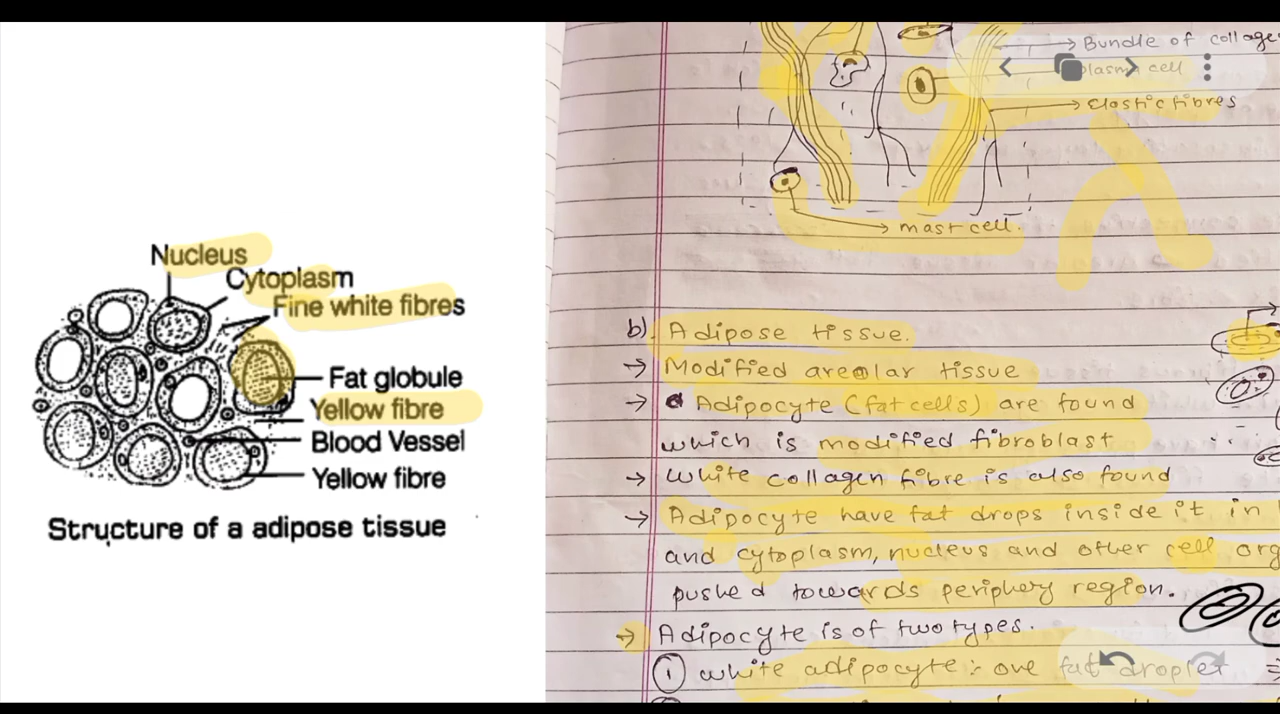 Nucleus
Cytoplasm
Fine white fibres
Fat globule
Yellow fibre
Blood Vessel
Yellow fibre
Structure of a adipose tissue
Bundle of collage
plasma cell
Elastic fibres
mast cell.
b). Adipose tissue.
→ Modified areolar tissue
→ Adipocyte (fat cells) are found
which is modified fibroblast
→ White collagen fibre is also found
→ Adipocyte have fat drops inside it in
and cytoplasm, nucleus and other cell org
pushed towards periphery region.
→ Adipocyte is of two types.
① white adipocyte :- one fat droplet ⇒